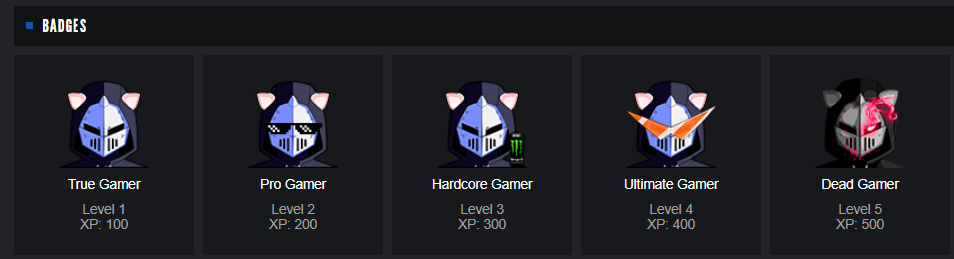 BADGES
True Gamer
Level 1
XP: 100
Pro Gamer
Level 2
XP: 200
Hardcore Gamer
Level 3
XP: 300
Ultimate Gamer
Level 4
XP: 400
Dead Gamer
Level 5
XP: 500